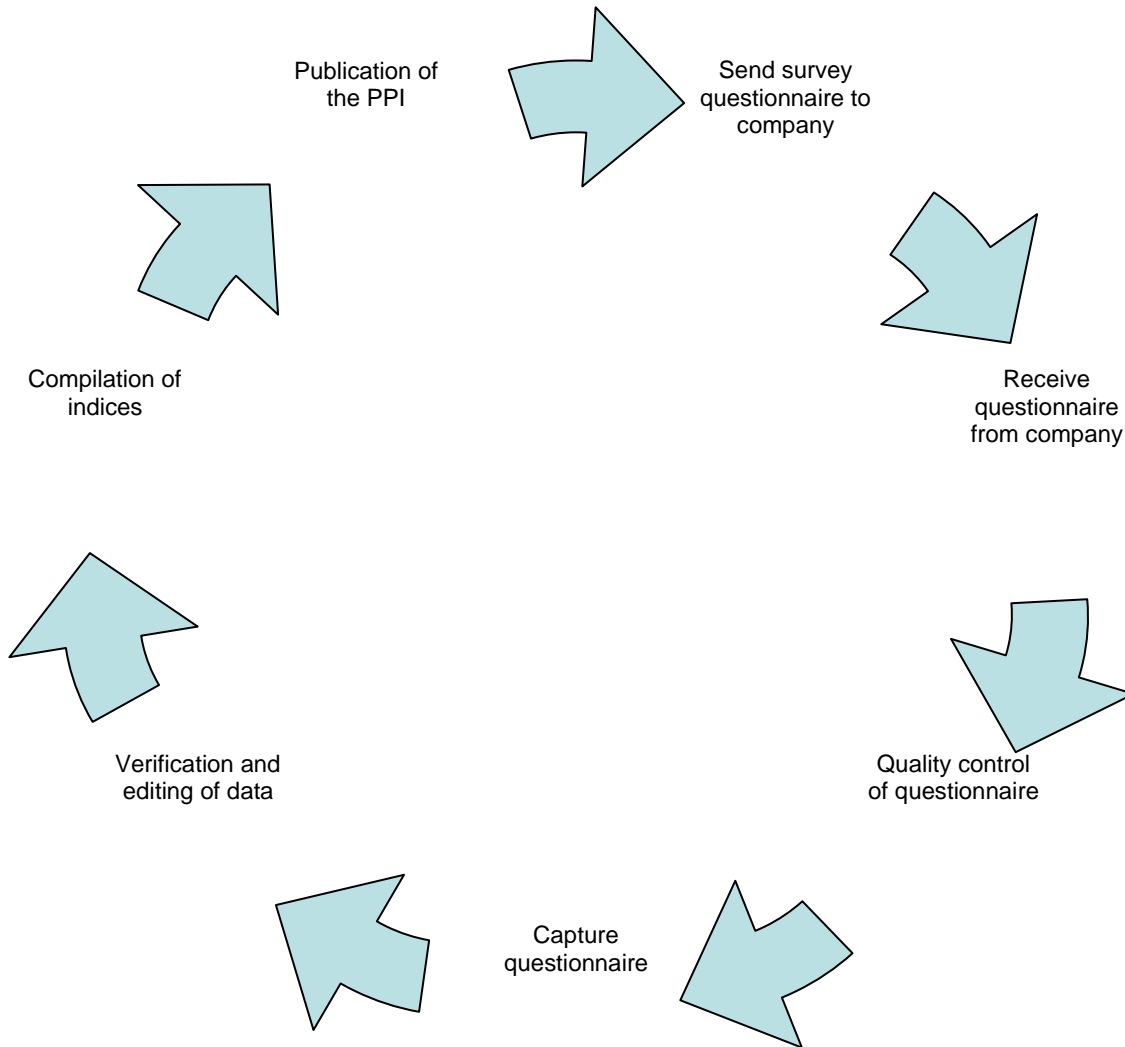 Publication of
the PPI
Send survey
questionnaire to
company
Receive
questionnaire
from company
Quality control
of questionnaire
Capture
questionnaire
Verification and
editing of data
Compilation of
indices